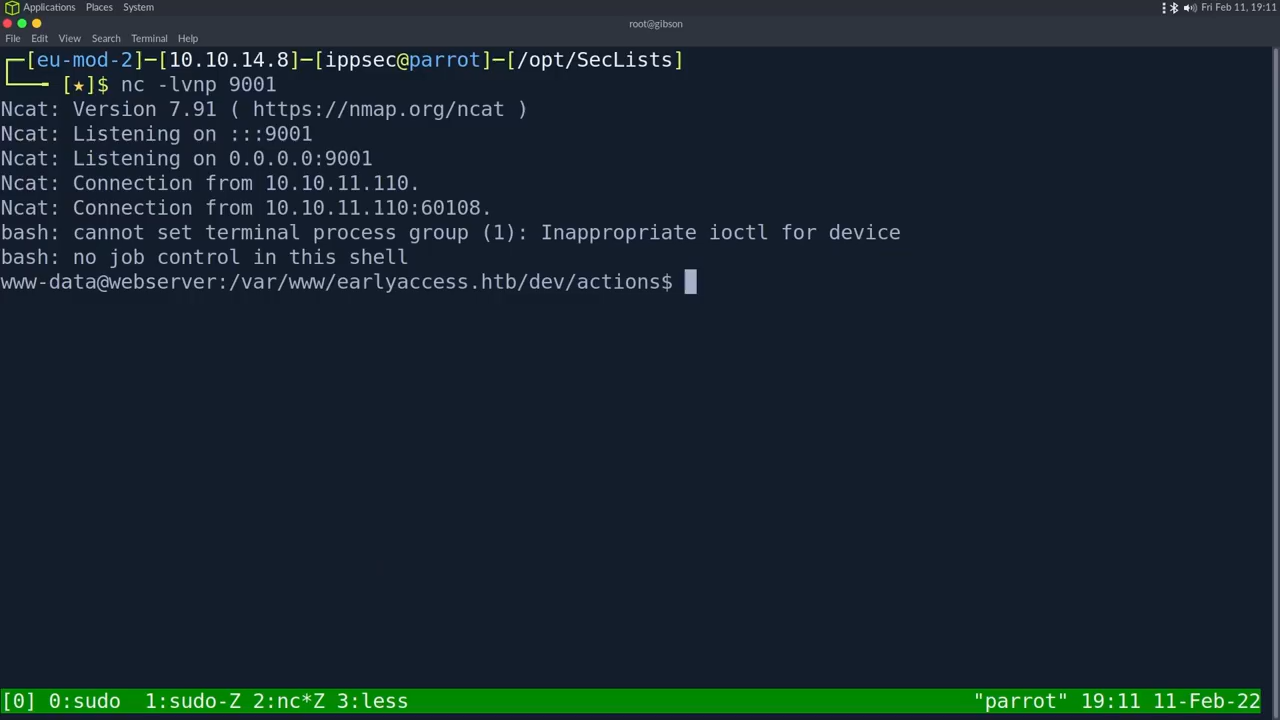 Applications Places System Fri Feb 11, 19:11
root@gibson
File Edit View Search Terminal Help
┌─[eu-mod-2]─[10.10.14.8]─[ippsec@parrot]─[/opt/SecLists]
└──╼ [★]$ nc -lvnp 9001
Ncat: Version 7.91 ( https://nmap.org/ncat )
Ncat: Listening on :::9001
Ncat: Listening on 0.0.0.0:9001
Ncat: Connection from 10.10.11.110.
Ncat: Connection from 10.10.11.110:60108.
bash: cannot set terminal process group (1): Inappropriate ioctl for device
bash: no job control in this shell
www-data@webserver:/var/www/earlyaccess.htb/dev/actions$
[0] 0:sudo  1:sudo-Z 2:nc*Z 3:less "parrot" 19:11 11-Feb-22